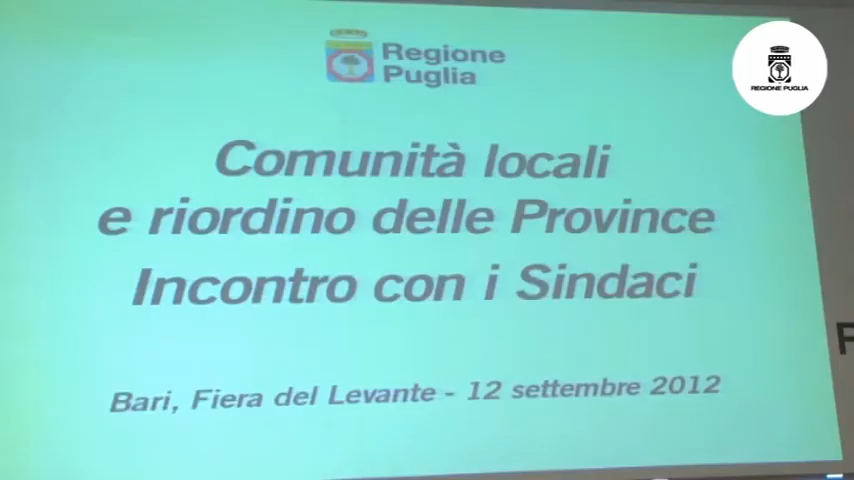 Regione
Puglia
REGIONE PUGLIA
Comunità locali
e riordino delle Province
Incontro con i Sindaci
Bari, Fiera del Levante - 12 settembre 2012